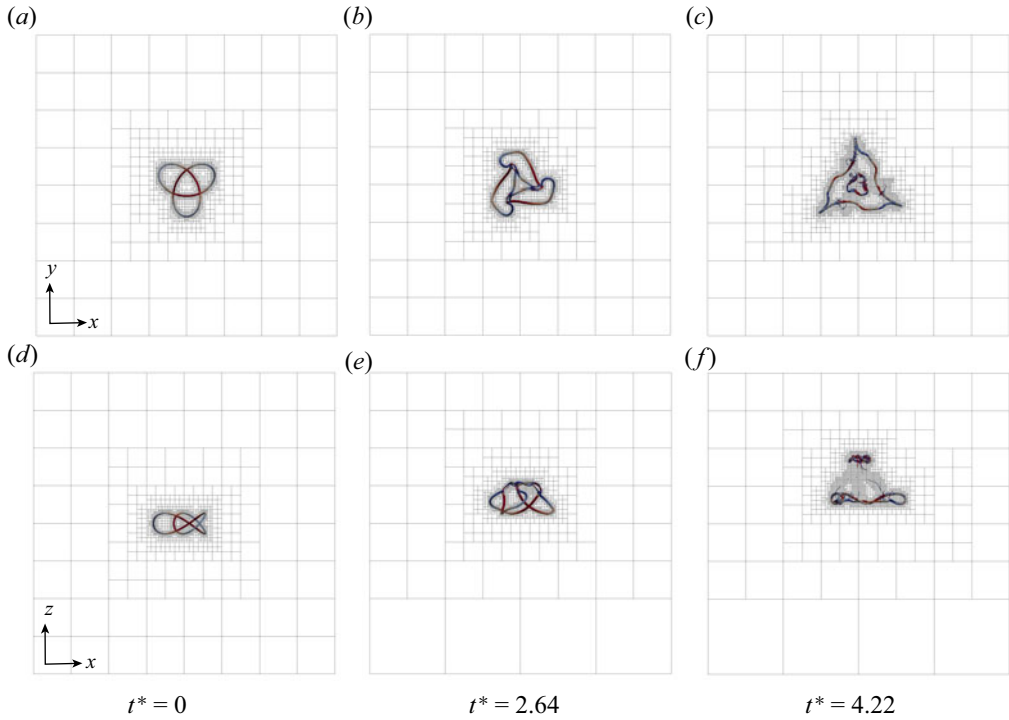 (a) (b) (c)
y
x
(d) (e) (f)
z
x
t* = 0 t* = 2.64 t* = 4.22